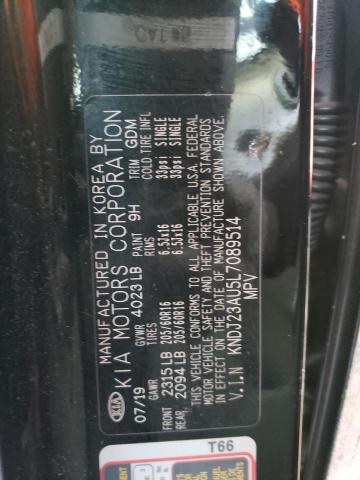 MANUFACTURED IN KOREA BY
KIA MOTORS CORPORATION
KIA
07/19 GVWR 4023 LB PAINT 9H TRIM GDM
GAWR TIRES RIMS COLD TIRE INFL
FRONT 2315 LB 205/60R16 6.5Jx16 33psi SINGLE
REAR 2094 LB 205/60R16 6.5Jx16 33psi SINGLE
THIS VEHICLE CONFORMS TO ALL APPLICABLE U.S.A. FEDERAL
MOTOR VEHICLE SAFETY AND THEFT PREVENTION STANDARDS
IN EFFECT ON THE DATE OF MANUFACTURE SHOWN ABOVE.
V.I.N KNDJ23AU5L7089514
MPV
T66